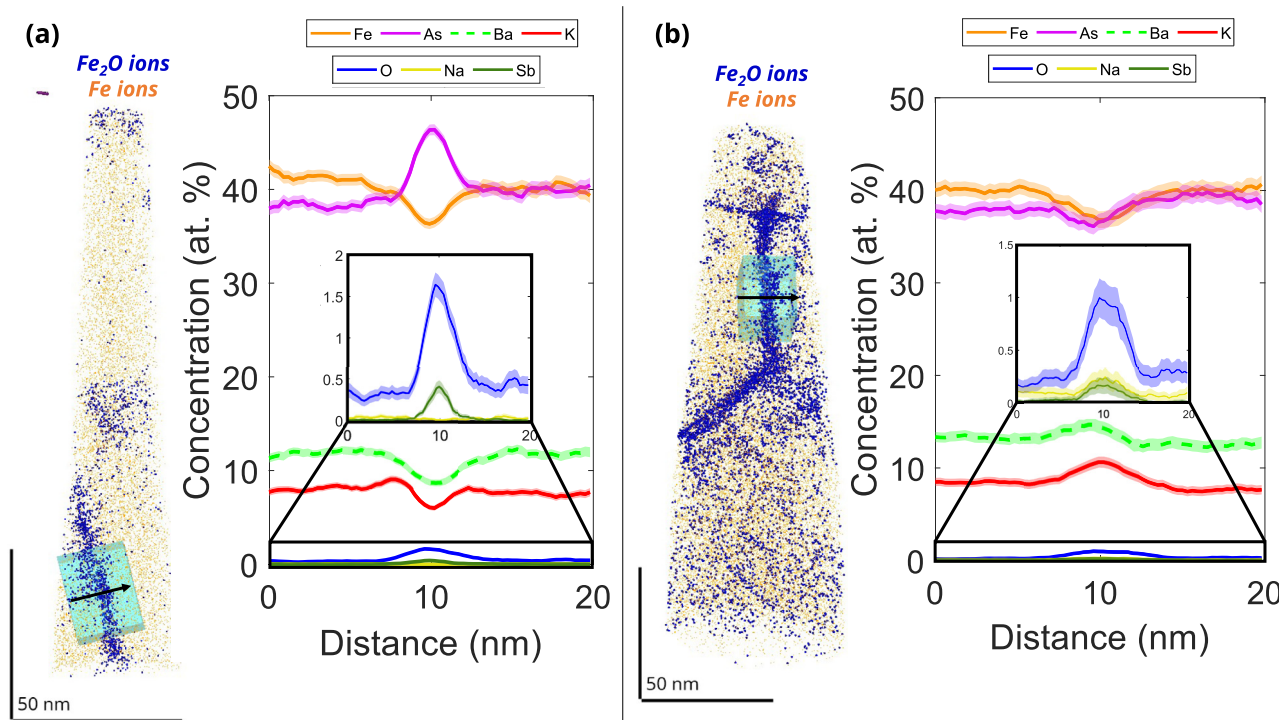 (a)
Fe₂O ions
Fe ions
Fe As Ba K
O Na Sb
50
40
30
20
10
0
Concentration (at. %)
2
1.5
1
0.5
0
0 10 20
0 10 20
Distance (nm)
50 nm
(b)
Fe₂O ions
Fe ions
Fe As Ba K
O Na Sb
50
40
30
20
10
0
Concentration (at. %)
1.5
1
0.5
0
0 10 20
0 10 20
Distance (nm)
50 nm